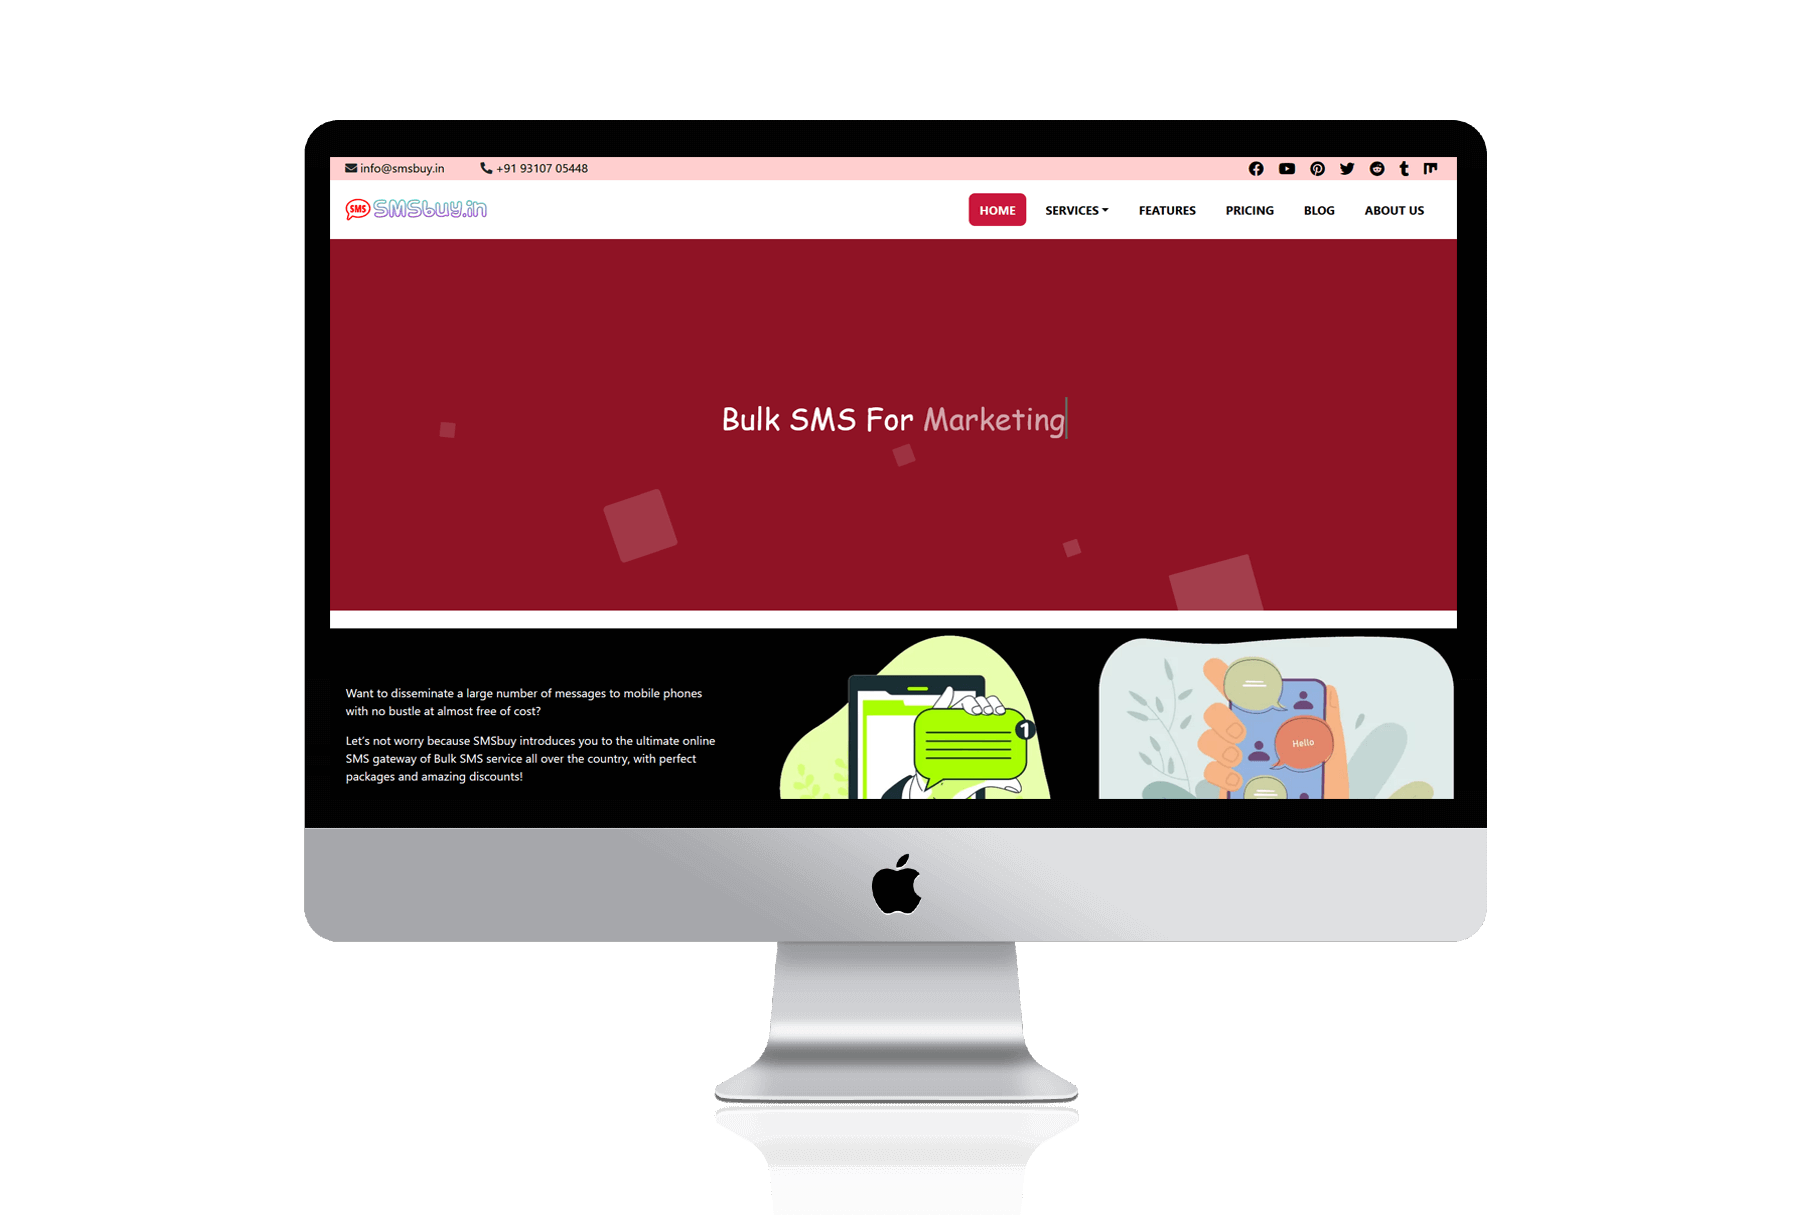 info@smsbuy.in +91 93107 05448
SMS SMSbuy.in HOME SERVICES FEATURES PRICING BLOG ABOUT US
Bulk SMS For Marketing
Want to disseminate a large number of messages to mobile phones
with no bustle at almost free of cost?
Let's not worry because SMSbuy introduces you to the ultimate online
SMS gateway of Bulk SMS service all over the country, with perfect
packages and amazing discounts!
1
Hello